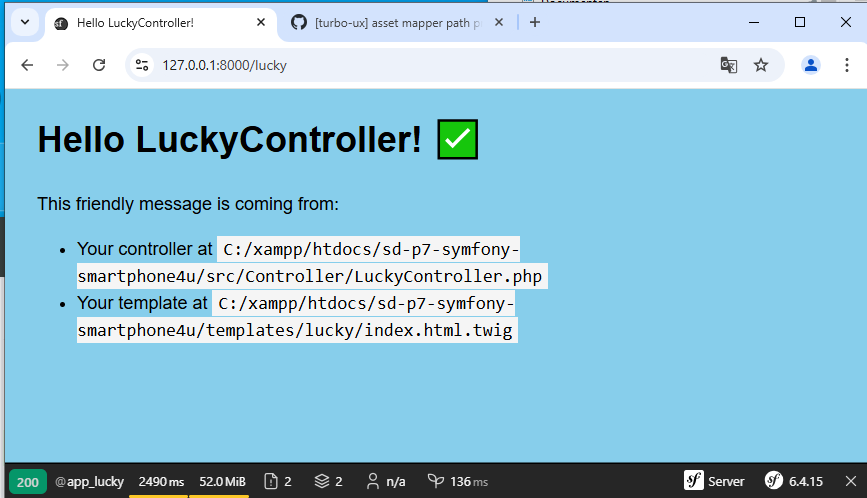 Hello LuckyController!
[turbo-ux] asset mapper path p
127.0.0.1:8000/lucky
Hello LuckyController! ✅
This friendly message is coming from:
• Your controller at C:/xampp/htdocs/sd-p7-symfony-
smartphone4u/src/Controller/LuckyController.php
• Your template at C:/xampp/htdocs/sd-p7-symfony-
smartphone4u/templates/lucky/index.html.twig
200 @app_lucky 2490 ms 52.0 MiB 2 2 n/a 136 ms sf Server sf 6.4.15